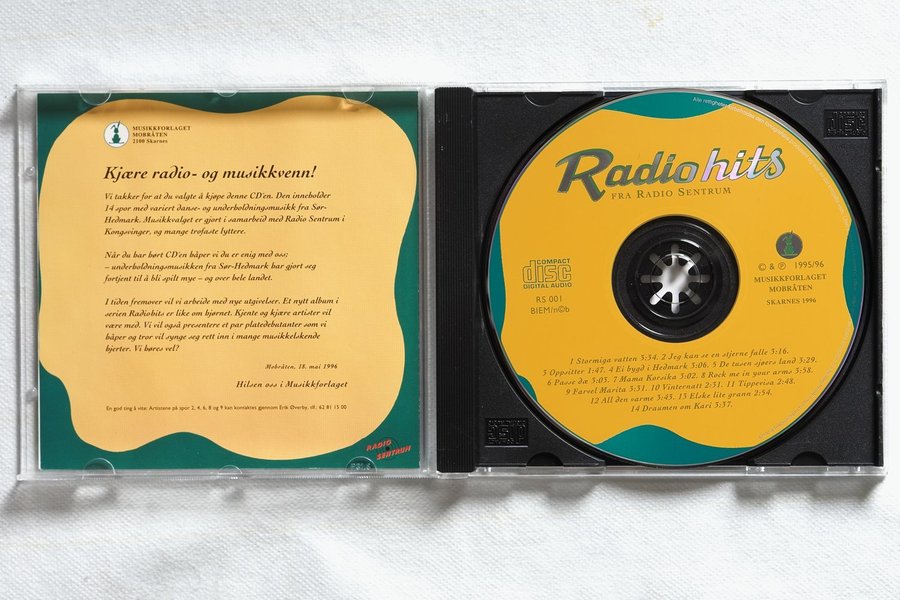 MUSIKKFORLAGET
MOBRÅTEN
2100 Skarnes
Kjære radio- og musikkvenn!
Vi takker for at du valgte å kjøpe denne CD'en. Den inneholder
14 spor med variert danse- og underholdningsmusikk fra Sør-
Hedmark. Musikkvalget er gjort i samarbeid med Radio Sentrum i
Kongsvinger, og mange trofaste lyttere.
Når du har hørt CD'en håper vi du er enig med oss;
– underholdningsmusikken fra Sør-Hedmark har gjort seg
fortjent til å bli spilt mye – og over hele landet.
I tiden fremover vil vi arbeide med nye utgivelser. Et nytt album i
serien Radiohits er like om hjørnet. Kjente og kjære artister vil
være med. Vi vil også presentere et par platedebutanter som vi
håper og tror vil synge seg rett inn i mange musikkelskende
hjerter. Vi høres vel?
Mobråten, 18. mai 1996
Hilsen oss i Musikkforlaget
En god ting å vite: Artistene på spor 2, 4, 6, 8 og 9 kan kontaktes gjennom Erik Øverby, tlf.: 62 81 15 00
RADIO
SENTRUM
Alle rettigheter
Radiohits
FRA RADIO SENTRUM
COMPACT
disc
DIGITAL AUDIO
RS 001
BIEM/n©b
© & ℗ 1995/96
MUSIKKFORLAGET
MOBRÅTEN
SKARNES 1996
1 Stormiga vatten 3:34. 2 Jeg kan se en stjerne falle 3:16.
3 Oppsitter 1:47. 4 Ei bygd i Hedmark 3:06. 5 De tusen sjøers land 3:29.
6 Passe dæ 3:03. 7 Mama Korsika 3:02. 8 Rock me in your arms 3:58.
9 Farvel Marita 3:31. 10 Vinternatt 2:51. 11 Tippevisa 2:48.
12 All den varme 3:43. 13 Elske lite grann 2:54.
14 Draumen om Kari 3:37.